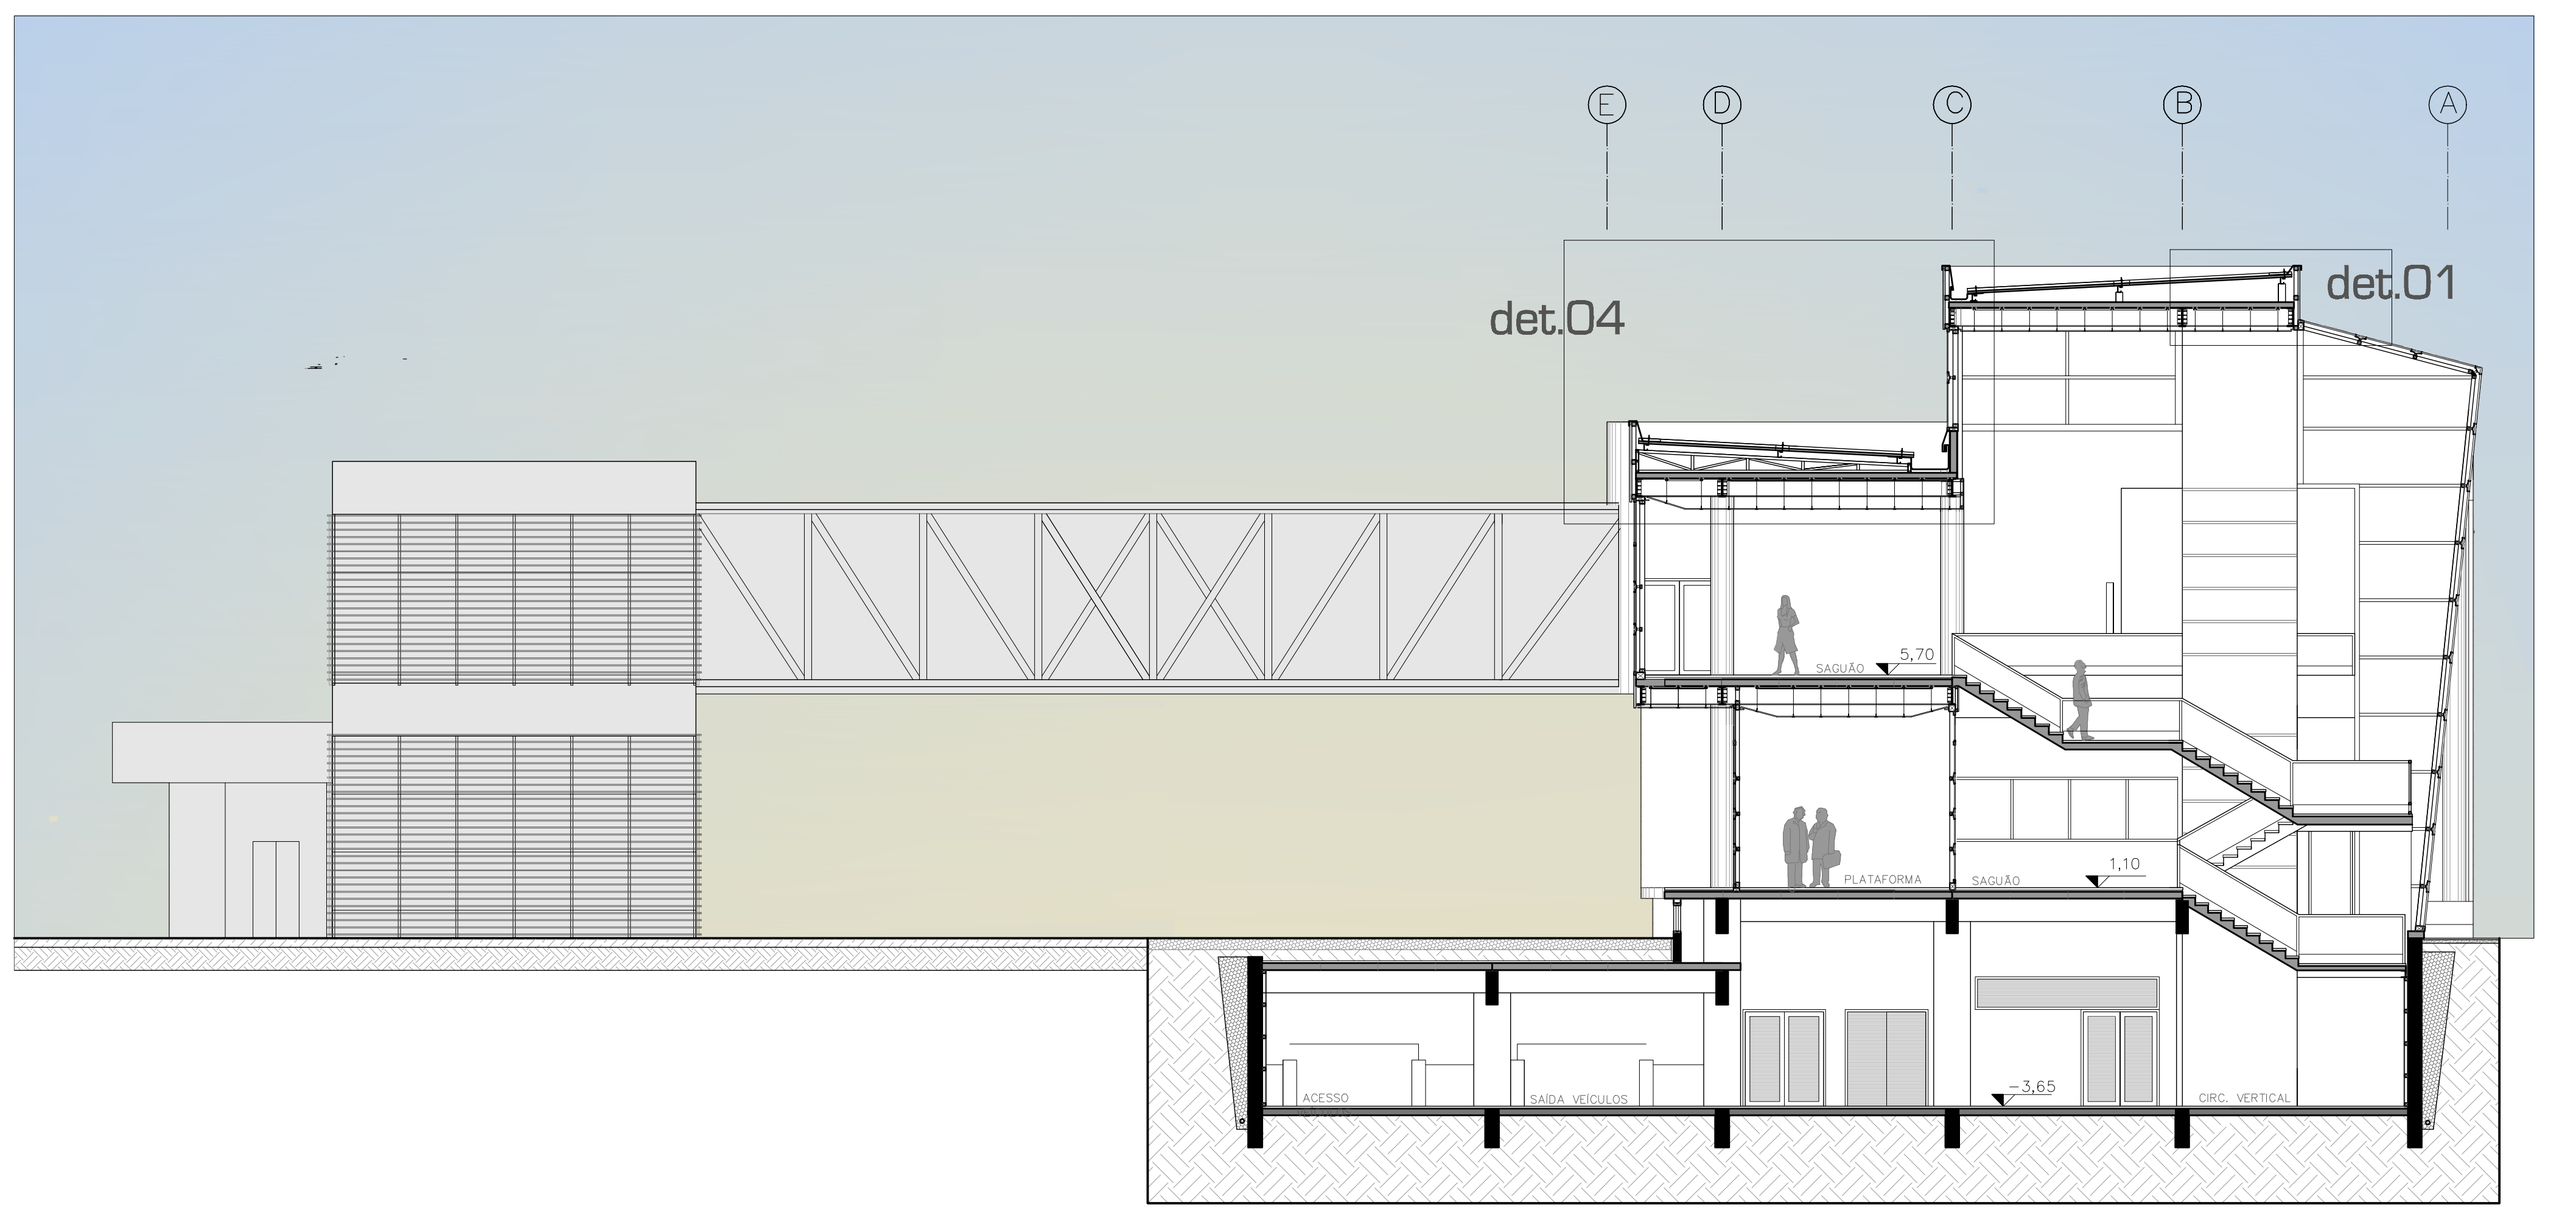 E D C B A
det.01
det.04
5,70
SAGUÃO
1,10
PLATAFORMA
SAGUÃO
-3,65
ACESSO
SAÍDA VEÍCULOS
CIRC. VERTICAL